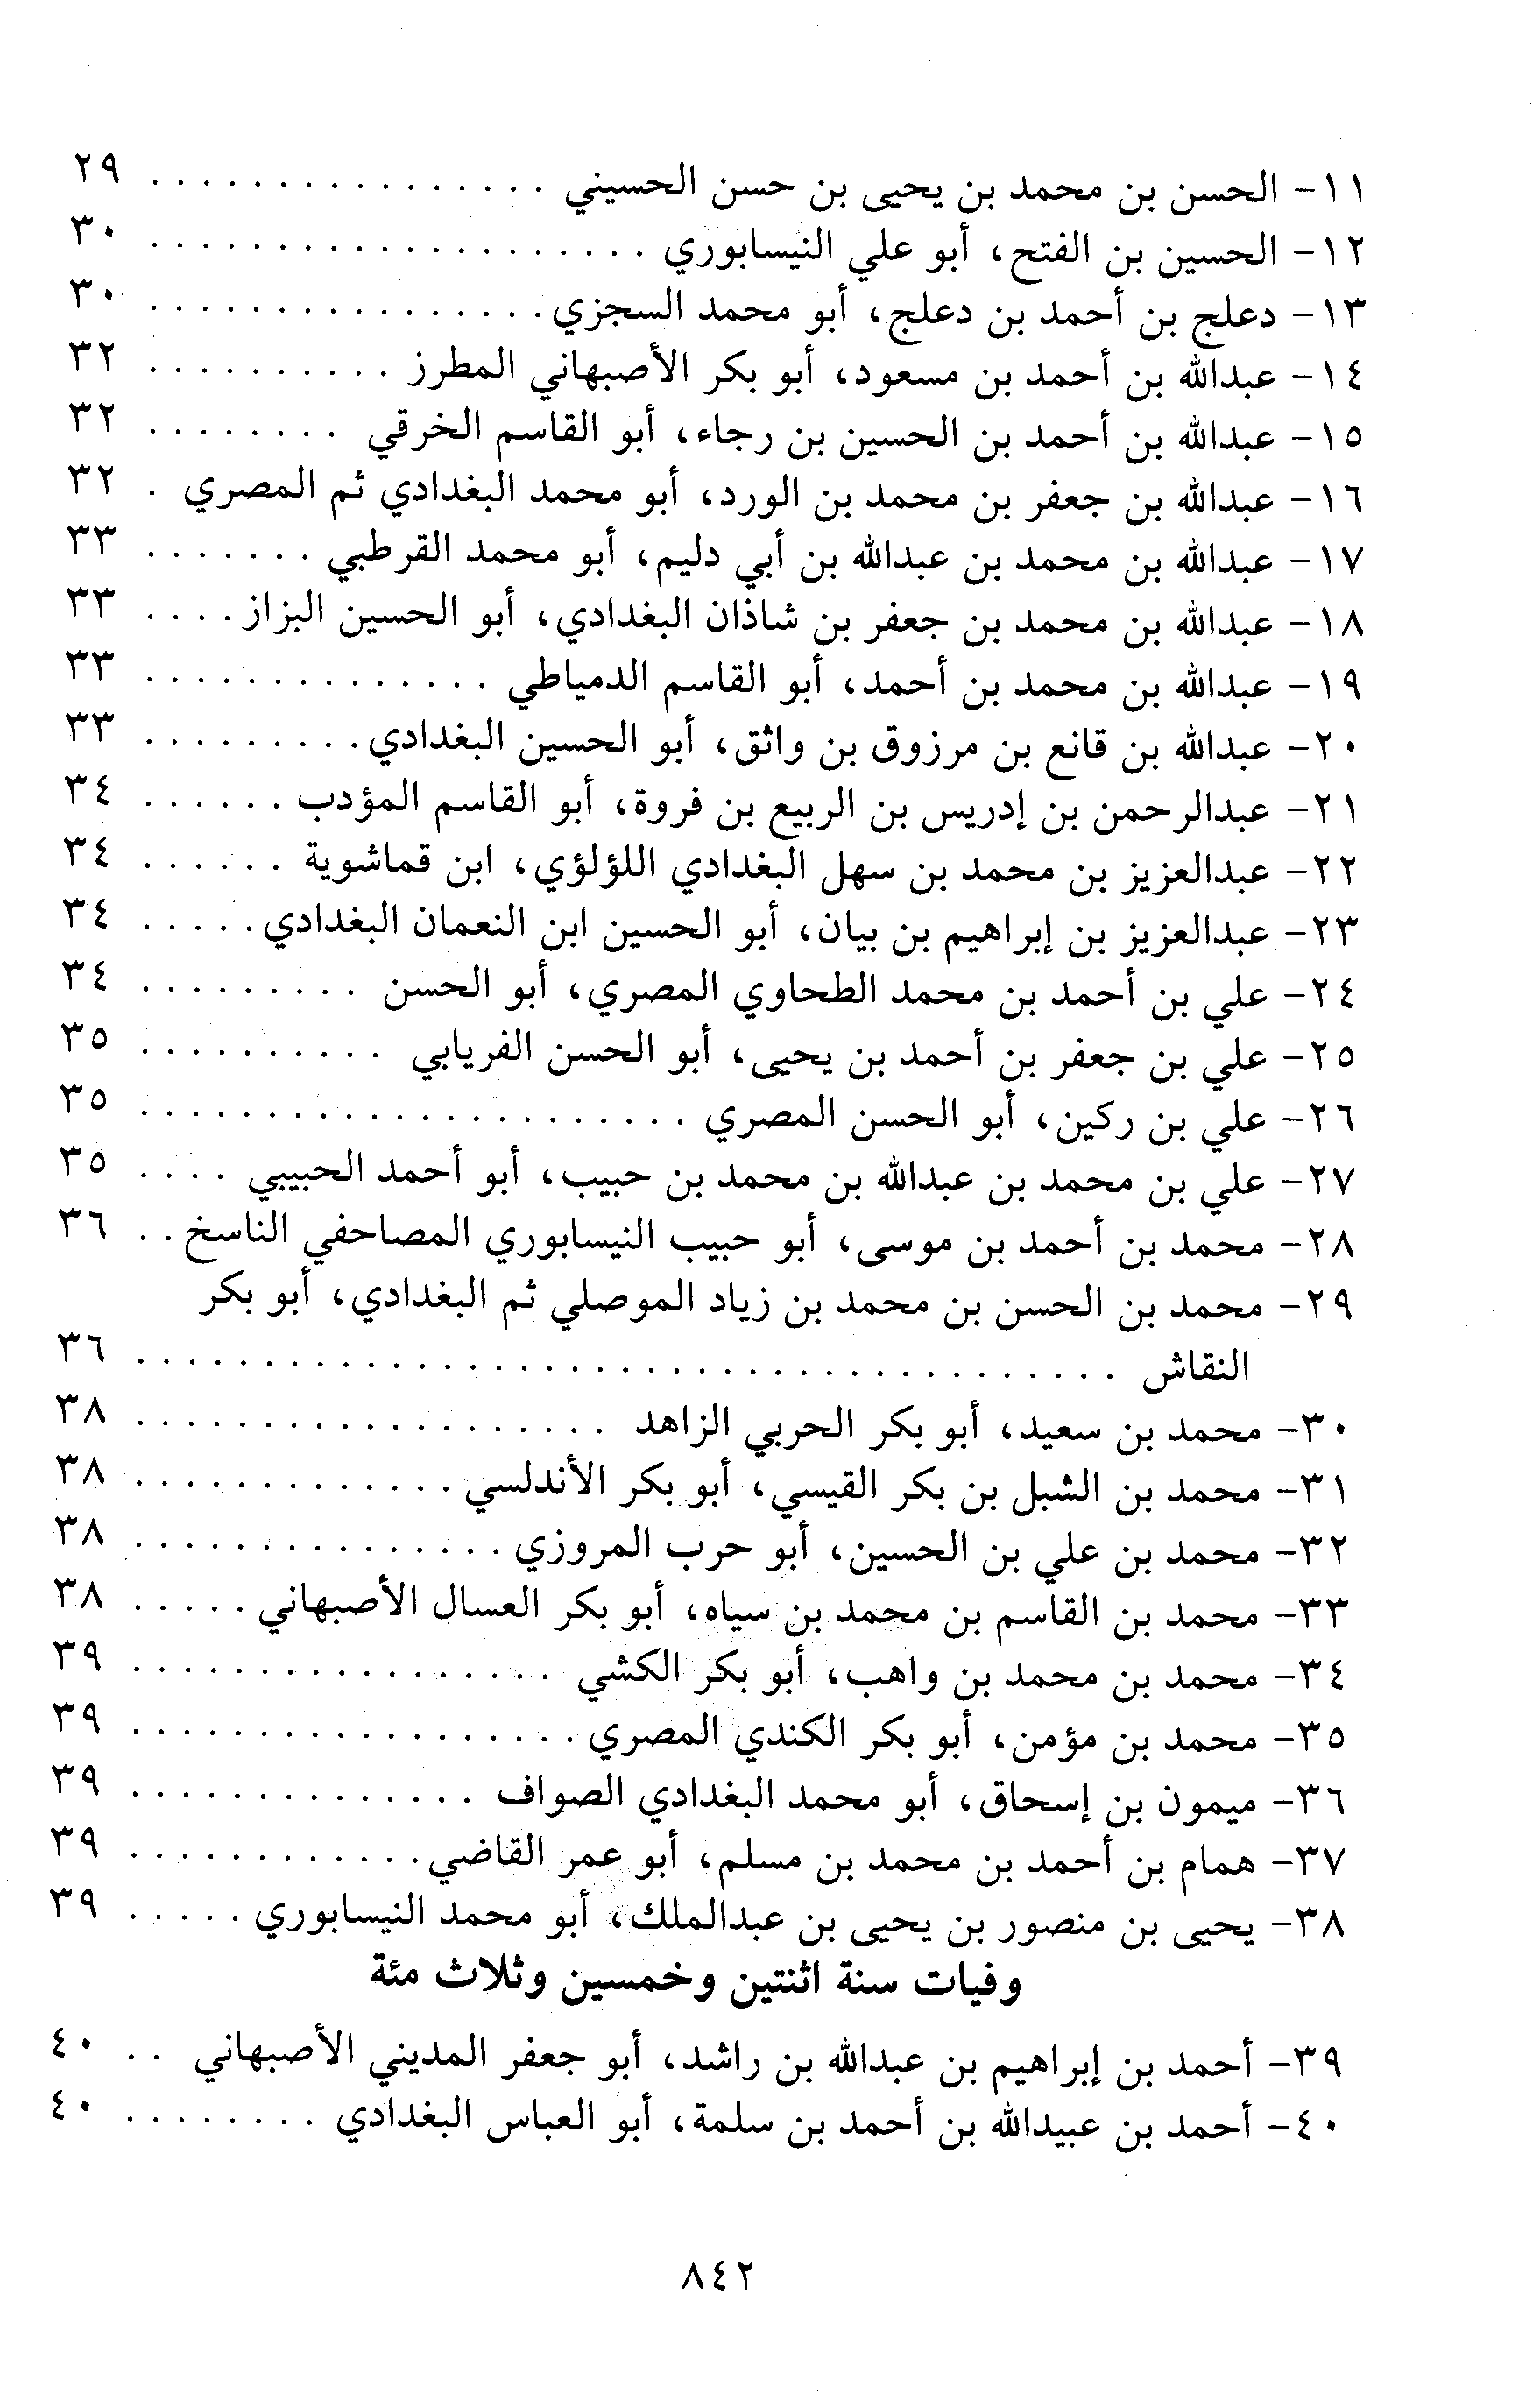 ١١- الحسن بن محمد بن يحيى بن حسن الحسيني . . . . . . . . . . . . . . . . ٢٩
١٢- الحسين بن الفتح، أبو علي النيسابوري . . . . . . . . . . . . . . . . . . . . ٣٠
١٣- دعلج بن أحمد بن دعلج، أبو محمد السجزي . . . . . . . . . . . . . . . . ٣٠
١٤- عبدالله بن أحمد بن مسعود، أبو بكر الأصبهاني المطرز . . . . . . . . . . ٣٢
١٥- عبدالله بن أحمد بن الحسين بن رجاء، أبو القاسم الخرقي . . . . . . . . ٣٢
١٦- عبدالله بن جعفر بن محمد بن الورد، أبو محمد البغدادي ثم المصري . ٣٢
١٧- عبدالله بن محمد بن عبدالله بن أبي دليم، أبو محمد القرطبي . . . . . . . ٣٣
١٨- عبدالله بن محمد بن جعفر بن شاذان البغدادي، أبو الحسين البزاز . . . . ٣٣
١٩- عبدالله بن محمد بن أحمد، أبو القاسم الدمياطي . . . . . . . . . . . . . . ٣٣
٢٠- عبدالله بن قانع بن مرزوق بن واثق، أبو الحسين البغدادي . . . . . . . . . ٣٣
٢١- عبدالرحمن بن إدريس بن الربيع بن فروة، أبو القاسم المؤدب . . . . . . ٣٤
٢٢- عبدالعزيز بن محمد بن سهل البغدادي اللؤلؤي، ابن قماشوية . . . . . . ٣٤
٢٣- عبدالعزيز بن إبراهيم بن بيان، أبو الحسين ابن النعمان البغدادي . . . . . ٣٤
٢٤- علي بن أحمد بن محمد الطحاوي المصري، أبو الحسن . . . . . . . . . ٣٤
٢٥- علي بن جعفر بن أحمد بن يحيى، أبو الحسن الفريابي . . . . . . . . . . ٣٥
٢٦- علي بن ركين، أبو الحسن المصري . . . . . . . . . . . . . . . . . . . . . . ٣٥
٢٧- علي بن محمد بن عبدالله بن محمد بن حبيب، أبو أحمد الحبيبي . . . . ٣٥
٢٨- محمد بن أحمد بن موسى، أبو حبيب النيسابوري المصاحفي الناسخ . . ٣٦
٢٩- محمد بن الحسن بن محمد بن زياد الموصلي ثم البغدادي، أبو بكر
النقاش . . . . . . . . . . . . . . . . . . . . . . . . . . . . . . . . . . . . . . . ٣٦
٣٠- محمد بن سعيد، أبو بكر الحربي الزاهد . . . . . . . . . . . . . . . . . . . ٣٨
٣١- محمد بن الشبل بن بكر القيسي، أبو بكر الأندلسي . . . . . . . . . . . . . ٣٨
٣٢- محمد بن علي بن الحسين، أبو حرب المروزي . . . . . . . . . . . . . . . ٣٨
٣٣- محمد بن القاسم بن محمد بن سياه، أبو بكر العسال الأصبهاني . . . . . ٣٨
٣٤- محمد بن محمد بن واهب، أبو بكر الكشي . . . . . . . . . . . . . . . . . ٣٩
٣٥- محمد بن مؤمن، أبو بكر الكندي المصري . . . . . . . . . . . . . . . . . . ٣٩
٣٦- ميمون بن إسحاق، أبو محمد البغدادي الصواف . . . . . . . . . . . . . . ٣٩
٣٧- همام بن أحمد بن محمد بن مسلم، أبو عمر القاضي . . . . . . . . . . . . ٣٩
٣٨- يحيى بن منصور بن يحيى بن عبدالملك، أبو محمد النيسابوري . . . . . ٣٩
وفيات سنة اثنتين وخمسين وثلاث مئة
٣٩- أحمد بن إبراهيم بن عبدالله بن راشد، أبو جعفر المديني الأصبهاني . . ٤٠
٤٠- أحمد بن عبيدالله بن أحمد بن سلمة، أبو العباس البغدادي . . . . . . . . ٤٠
٨٤٢